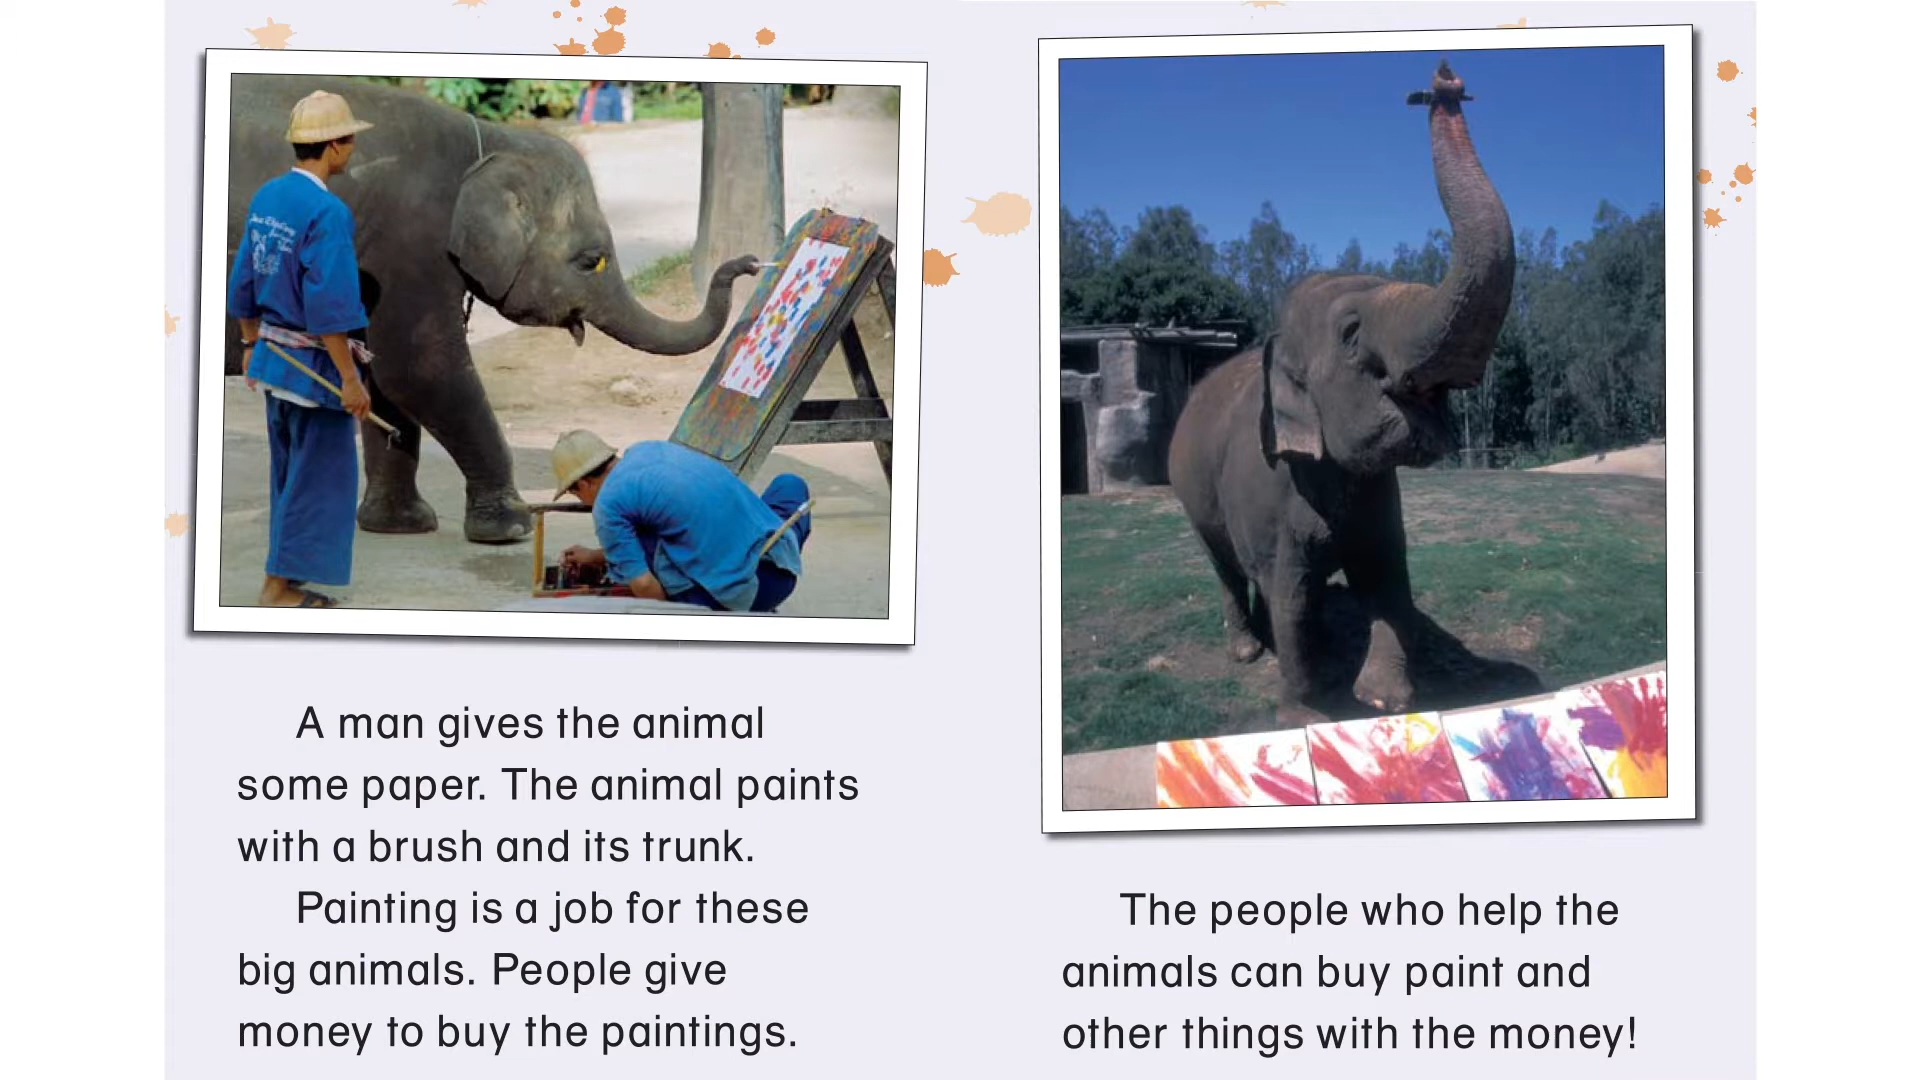 A man gives the animal
some paper. The animal paints
with a brush and its trunk.
Painting is a job for these
big animals. People give
money to buy the paintings.
The people who help the
animals can buy paint and
other things with the money!